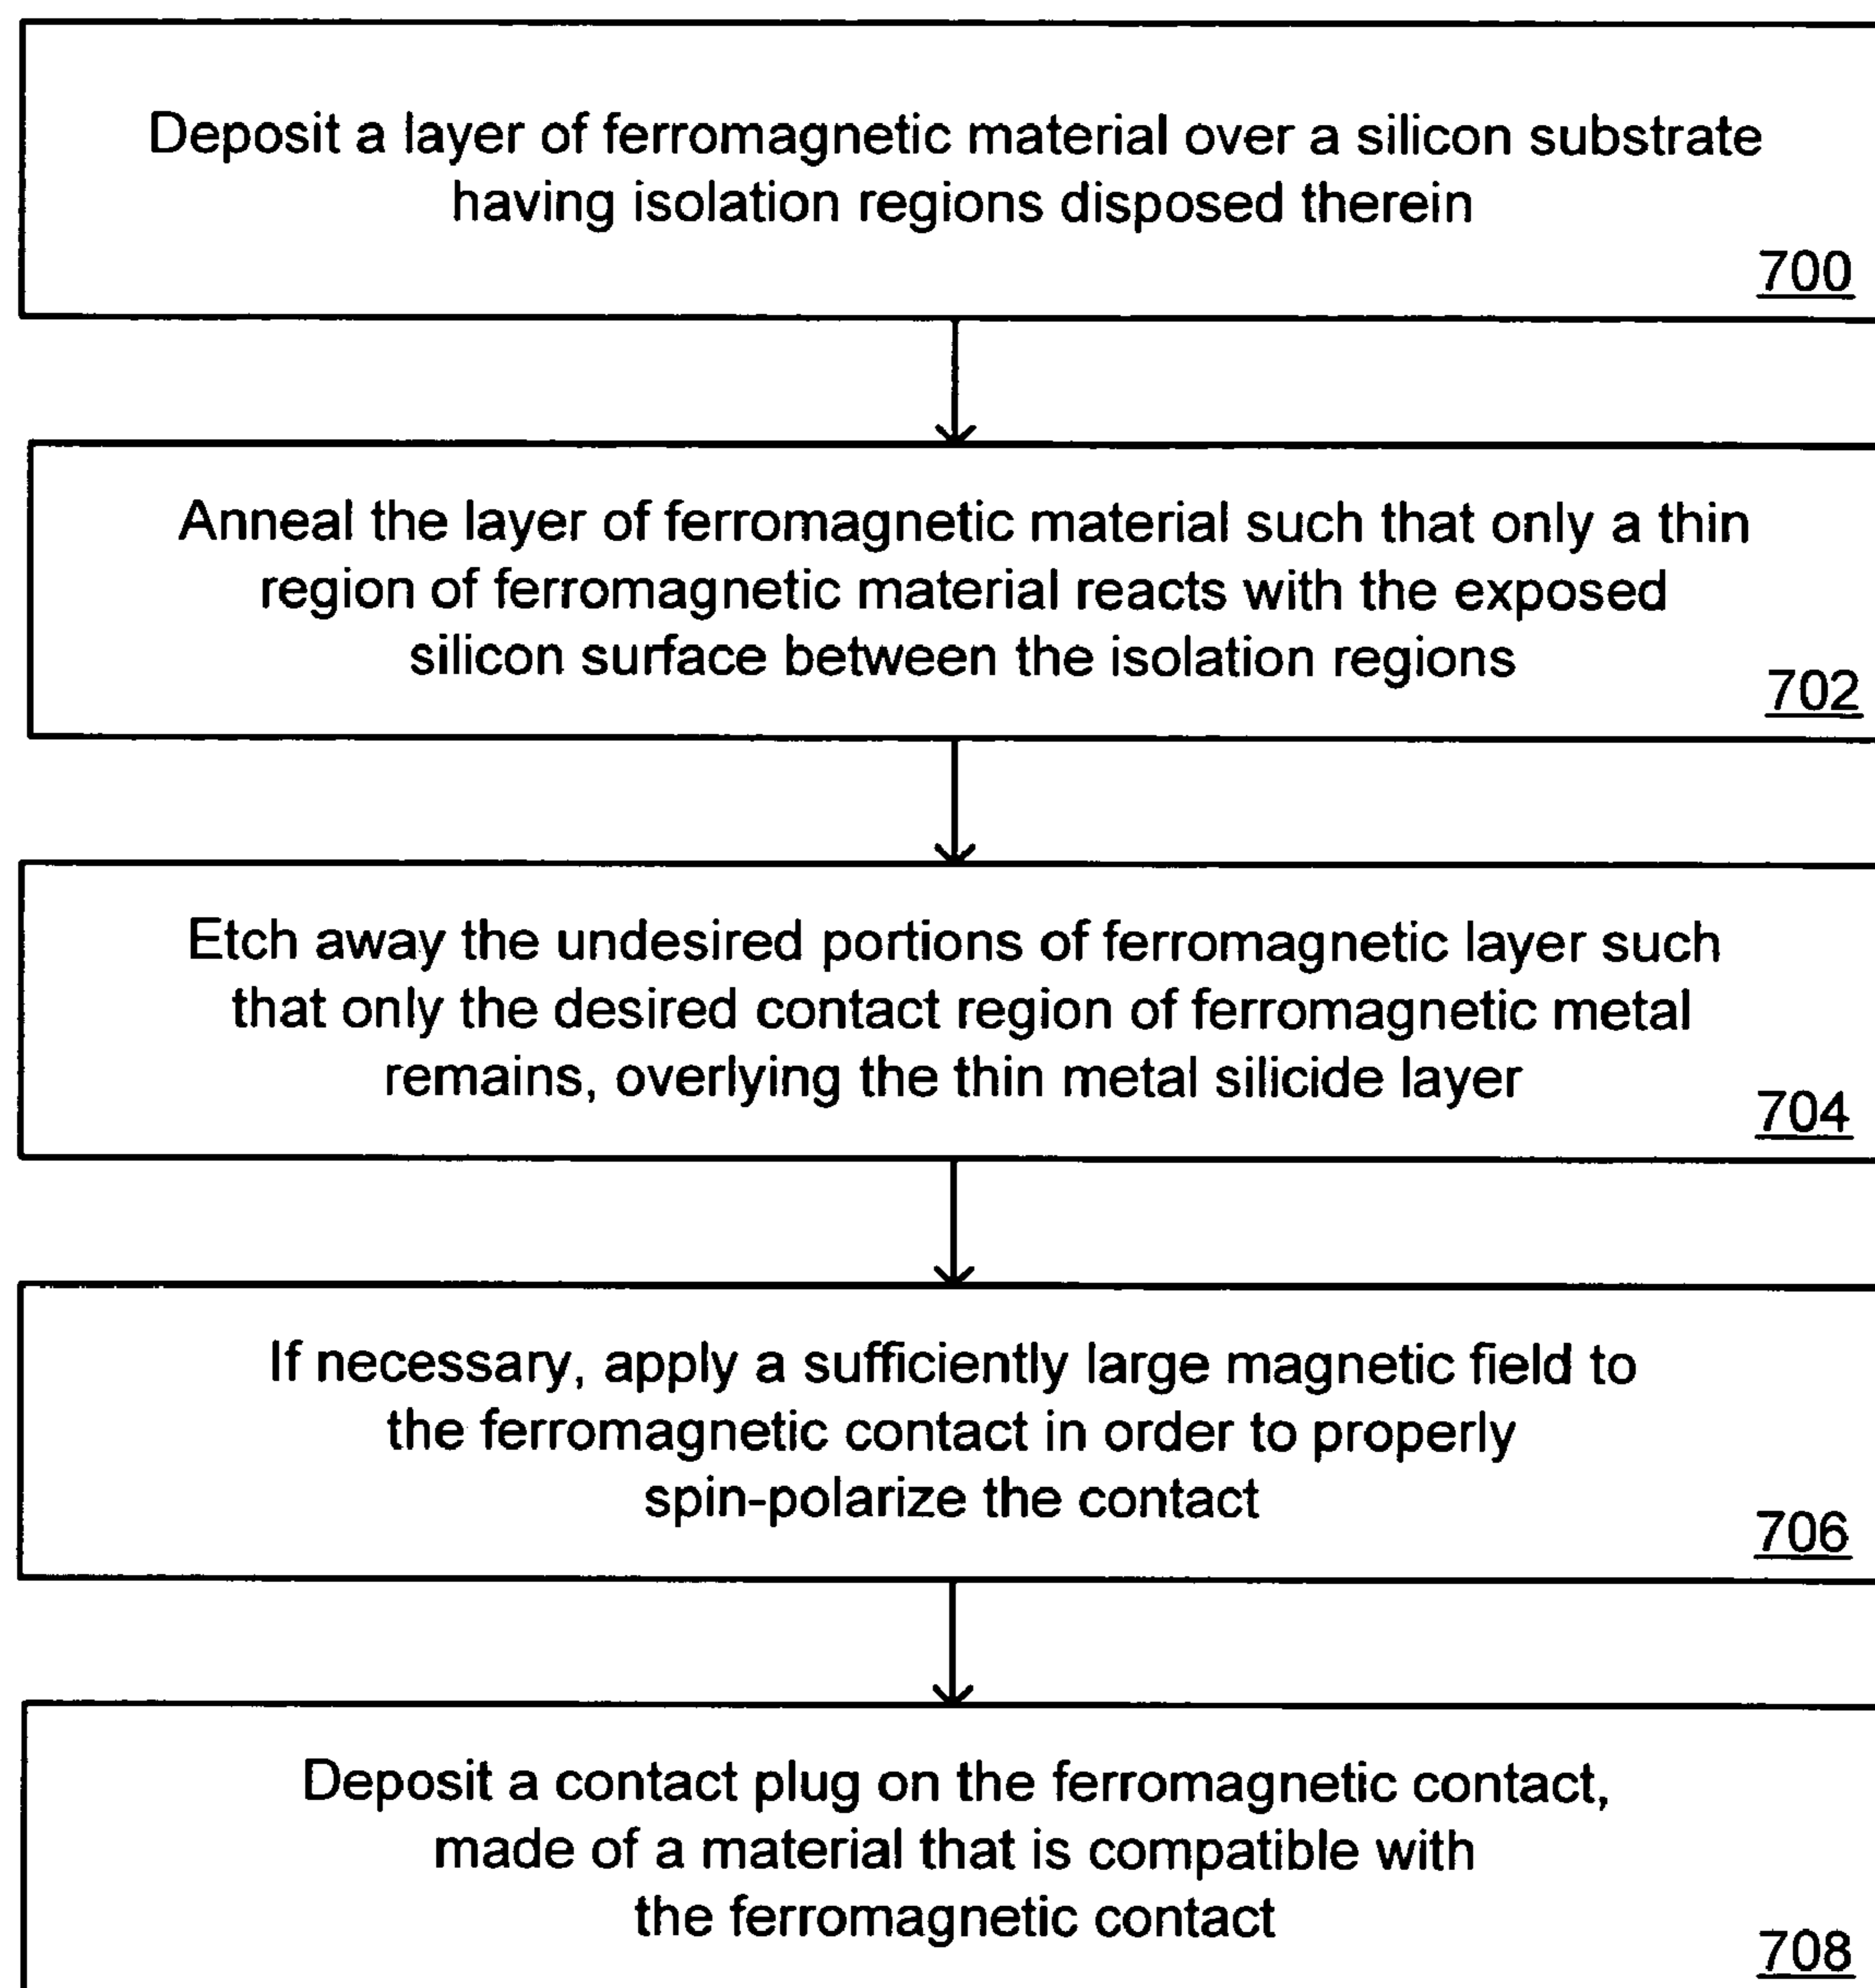 Deposit a layer of ferromagnetic material over a silicon substrate
having isolation regions disposed therein
700
Anneal the layer of ferromagnetic material such that only a thin
region of ferromagnetic material reacts with the exposed
silicon surface between the isolation regions
702
Etch away the undesired portions of ferromagnetic layer such
that only the desired contact region of ferromagnetic metal
remains, overlying the thin metal silicide layer
704
If necessary, apply a sufficiently large magnetic field to
the ferromagnetic contact in order to properly
spin-polarize the contact
706
Deposit a contact plug on the ferromagnetic contact,
made of a material that is compatible with
the ferromagnetic contact
708